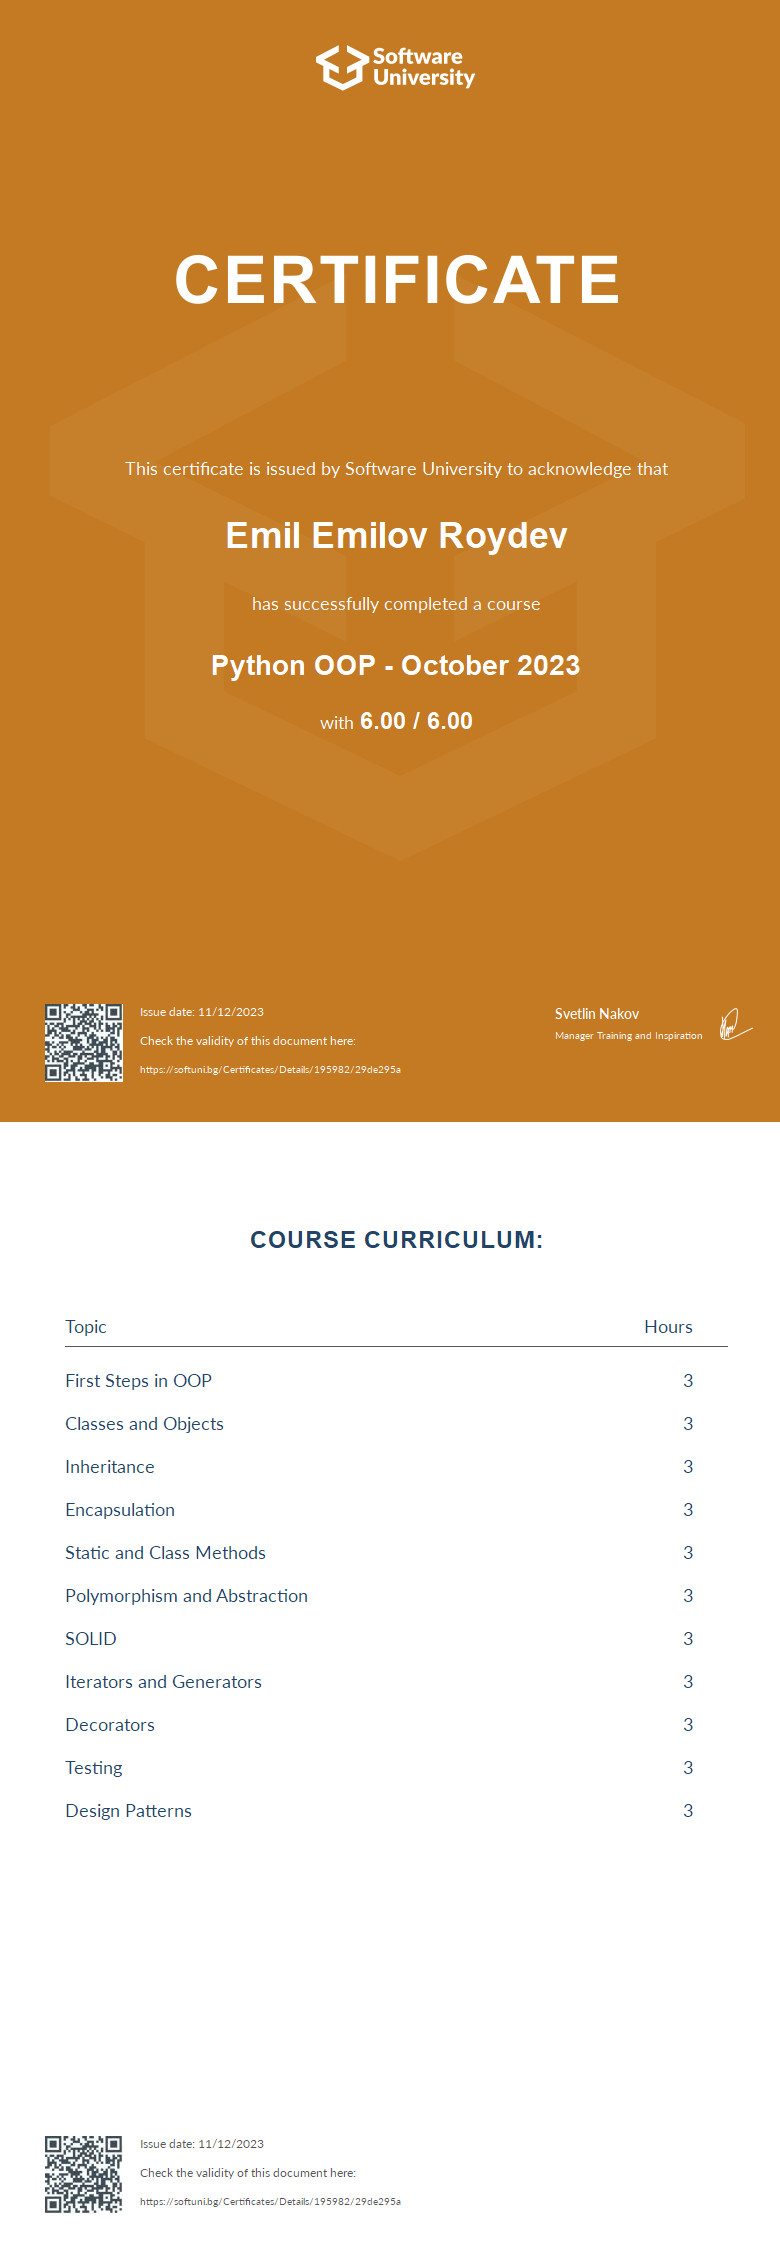 Software
University
CERTIFICATE
This certificate is issued by Software University to acknowledge that
Emil Emilov Roydev
has successfully completed a course
Python OOP - October 2023
with 6.00 / 6.00
Issue date: 11/12/2023
Check the validity of this document here:
https://softuni.bg/Certificates/Details/195982/29de295a
Svetlin Nakov
Manager Training and Inspiration
COURSE CURRICULUM:
Topic Hours
First Steps in OOP 3
Classes and Objects 3
Inheritance 3
Encapsulation 3
Static and Class Methods 3
Polymorphism and Abstraction 3
SOLID 3
Iterators and Generators 3
Decorators 3
Testing 3
Design Patterns 3
Issue date: 11/12/2023
Check the validity of this document here:
https://softuni.bg/Certificates/Details/195982/29de295a